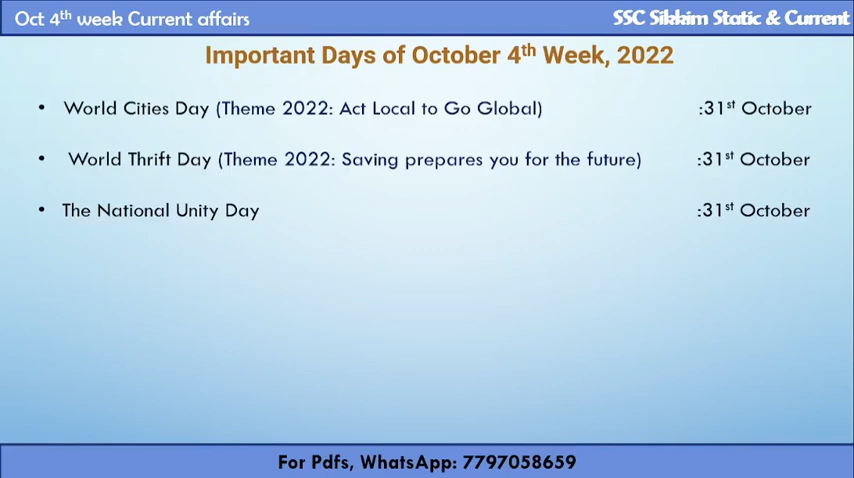 Oct 4th week Current affairs SSC Sikkim Static & Current
Important Days of October 4th Week, 2022
• World Cities Day (Theme 2022: Act Local to Go Global) :31st October
• World Thrift Day (Theme 2022: Saving prepares you for the future) :31st October
• The National Unity Day :31st October
For Pdfs, WhatsApp: 7797058659